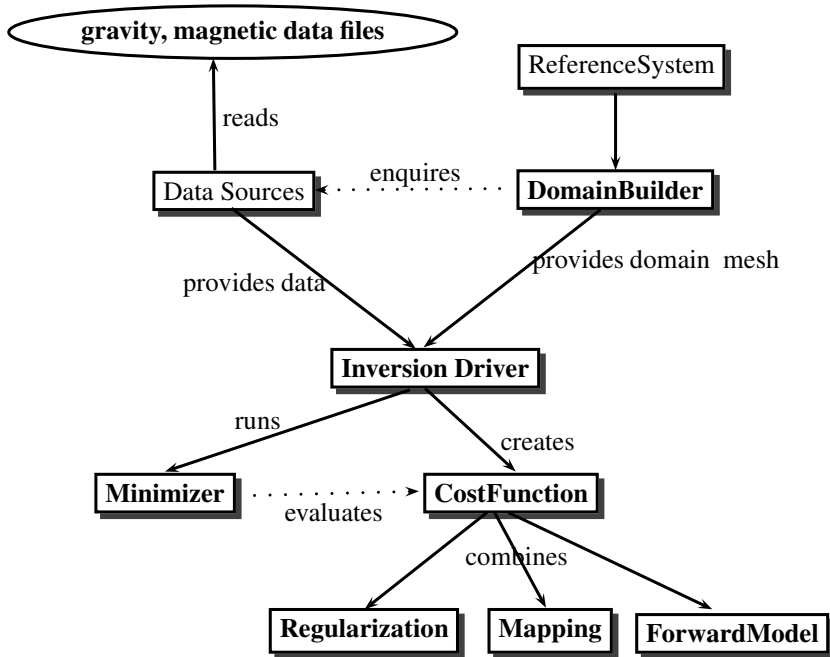 gravity, magnetic data files
ReferenceSystem
reads
enquires
Data Sources
DomainBuilder
provides data
provides domain mesh
Inversion Driver
runs
creates
Minimizer
CostFunction
evaluates
combines
Regularization
Mapping
ForwardModel